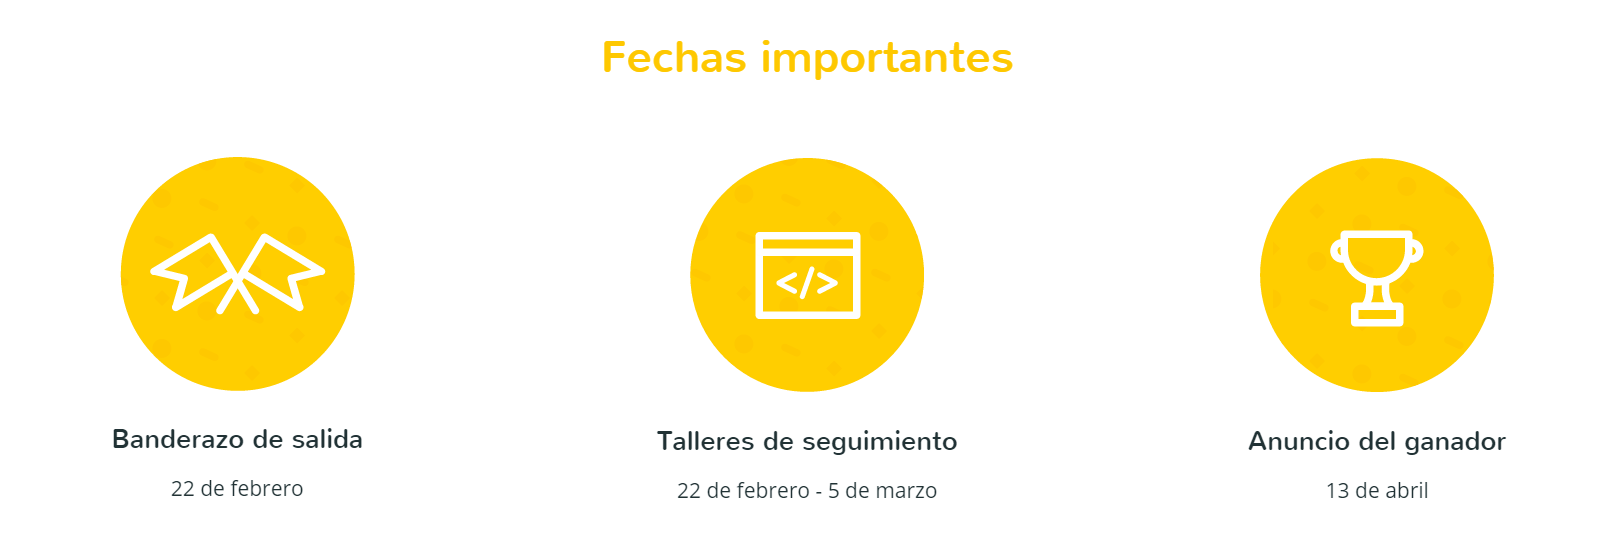 Fechas importantes
Banderazo de salida
22 de febrero
Talleres de seguimiento
22 de febrero - 5 de marzo
Anuncio del ganador
13 de abril